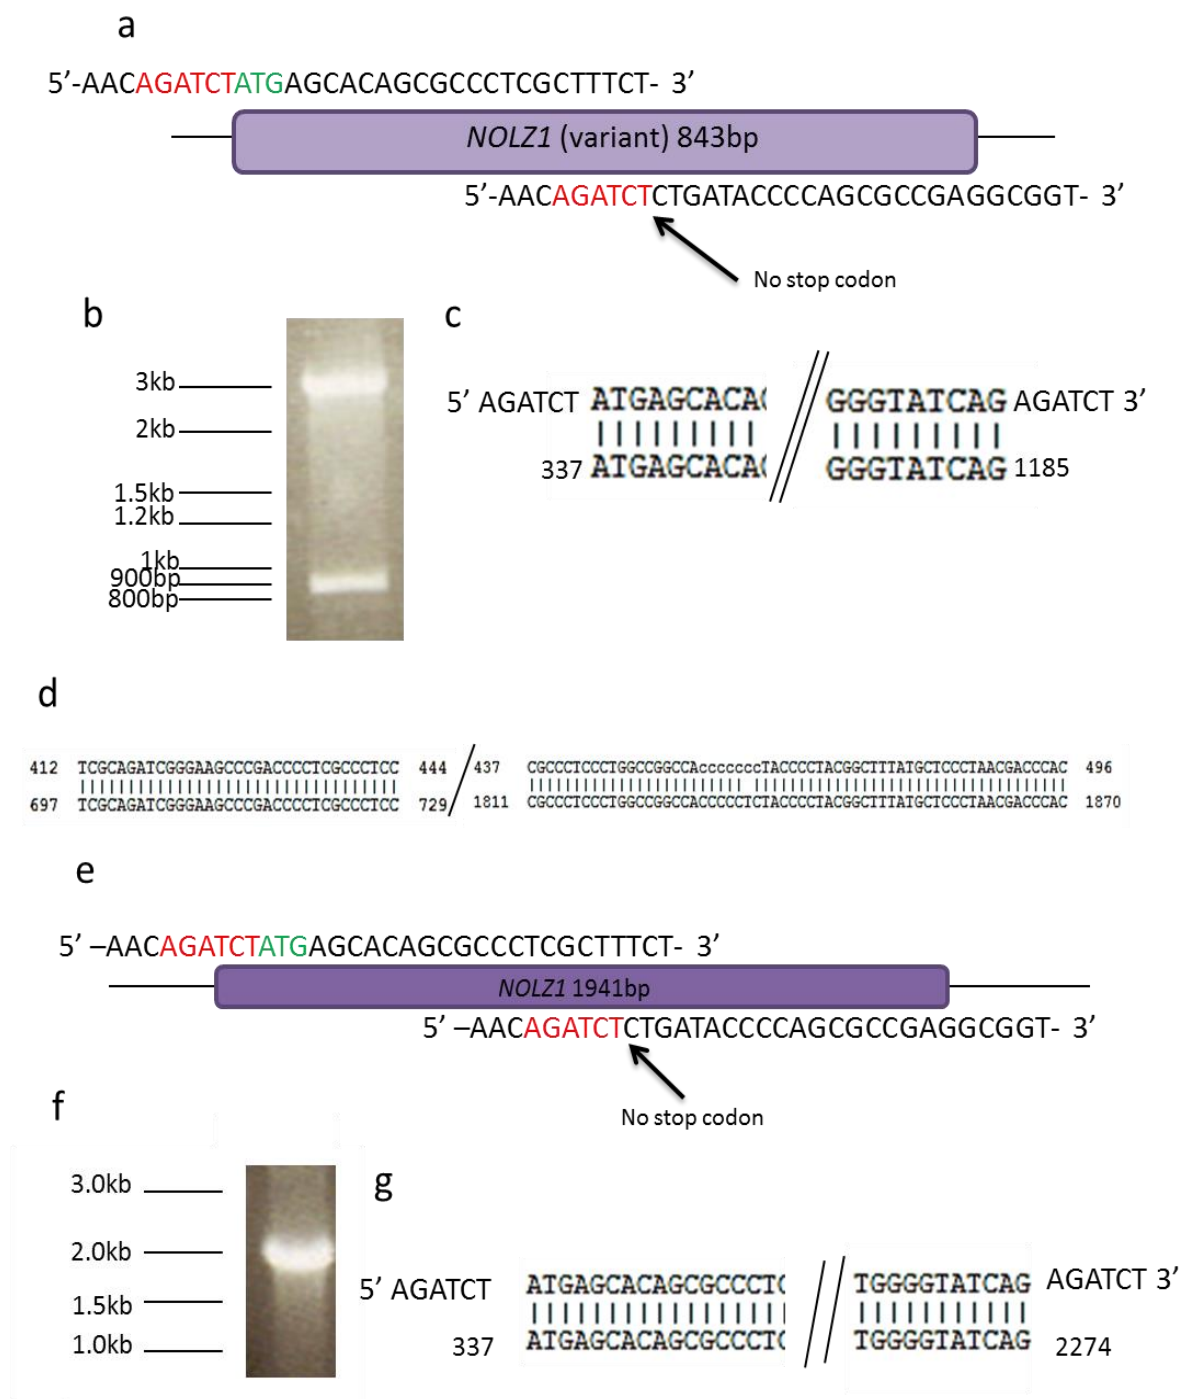 a
5’-AACAGATCTATGAGCACAGCGCCCTCGCTTTCT- 3’
NOLZ1 (variant) 843bp
5’-AACAGATCTCTGATACCCCAGCGCCGAGGCGGT- 3’
No stop codon
b
3kb
2kb
1.5kb
1.2kb
1kb
900bp
800bp
c
5’ AGATCT ATGAGCACA GGGTATCAG AGATCT 3’
337 ATGAGCACA GGGTATCAG 1185
d
412 TCGCAGATCGGGAAGCCCGACCCCTCGCCCTCC 444 437 CGCCCTCCCTGGCCGGCCAcccccccTACCCCTACGGCTTTATGCTCCCTAACGACCCAC 496
697 TCGCAGATCGGGAAGCCCGACCCCTCGCCCTCC 729 1811 CGCCCTCCCTGGCCGGCCACCCCCTCTACCCCTACGGCTTTATGCTCCCTAACGACCCAC 1870
e
5’ –AACAGATCTATGAGCACAGCGCCCTCGCTTTCT- 3’
NOLZ1 1941bp
5’ –AACAGATCTCTGATACCCCAGCGCCGAGGCGGT- 3’
No stop codon
f
3.0kb
2.0kb
1.5kb
1.0kb
g
5’ AGATCT ATGAGCACAGCGCCCTC TGGGGTATCAG AGATCT 3’
337 ATGAGCACAGCGCCCTC TGGGGTATCAG 2274